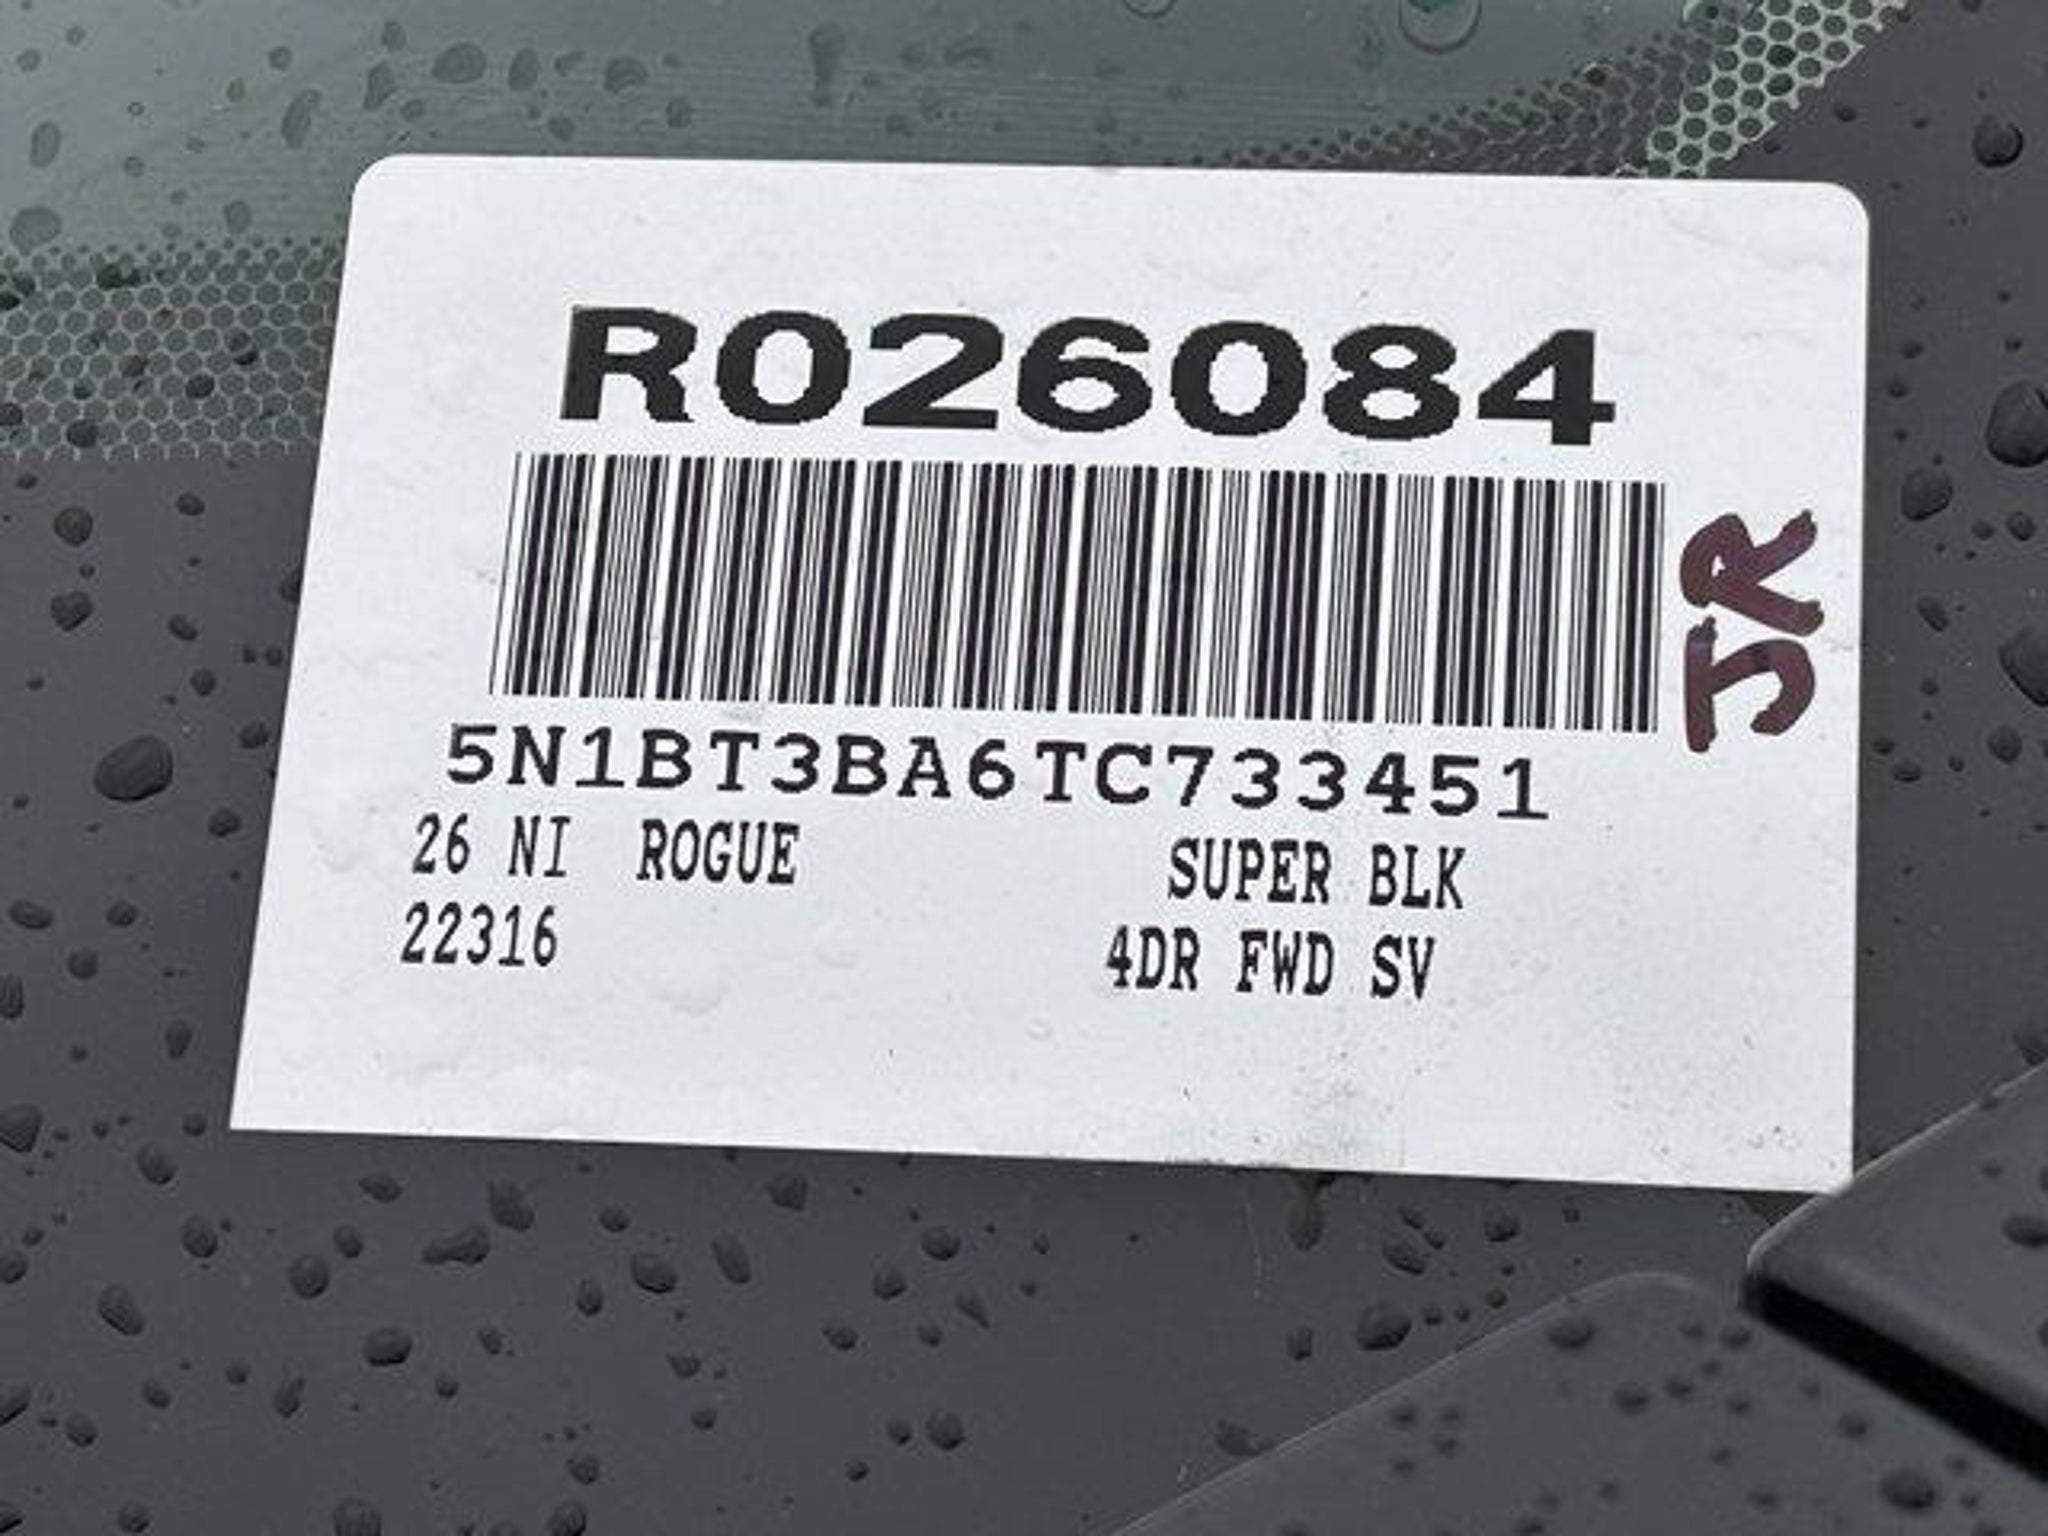 R026084
JR
5N1BT3BA6TC733451
26 NI ROGUE SUPER BLK
22316 4DR FWD SV